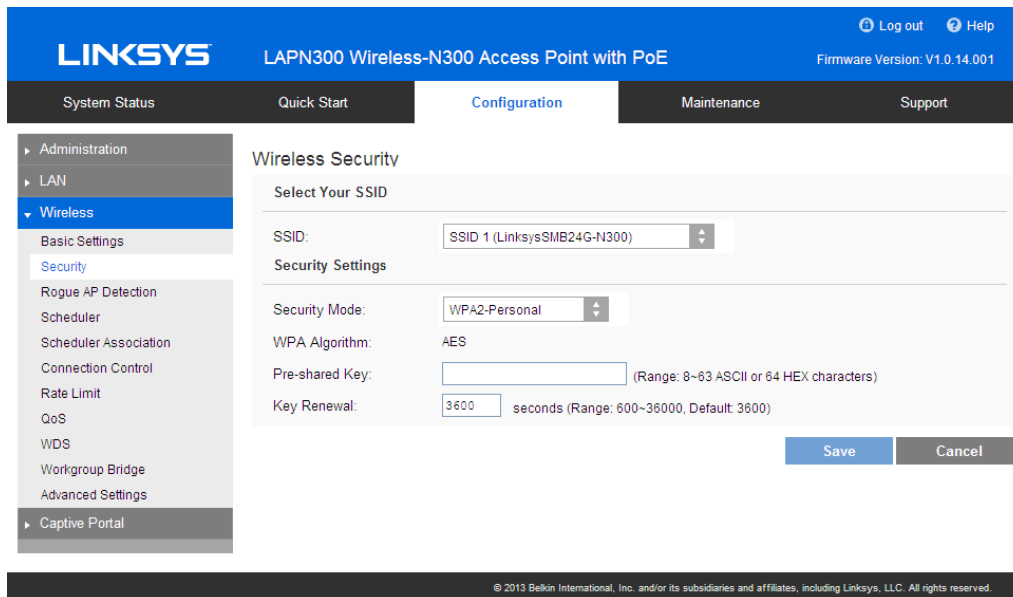 Log out Help
LINKSYS LAPN300 Wireless-N300 Access Point with PoE Firmware Version: V1.0.14.001
System Status Quick Start Configuration Maintenance Support
Administration
LAN
Wireless
Basic Settings
Security
Rogue AP Detection
Scheduler
Scheduler Association
Connection Control
Rate Limit
QoS
WDS
Workgroup Bridge
Advanced Settings
Captive Portal
Wireless Security
Select Your SSID
SSID: SSID 1 (LinksysSMB24G-N300)
Security Settings
Security Mode: WPA2-Personal
WPA Algorithm: AES
Pre-shared Key: (Range: 8~63 ASCII or 64 HEX characters)
Key Renewal: 3600 seconds (Range: 600~36000, Default: 3600)
Save Cancel
© 2013 Belkin International, Inc. and/or its subsidiaries and affiliates, including Linksys, LLC. All rights reserved.